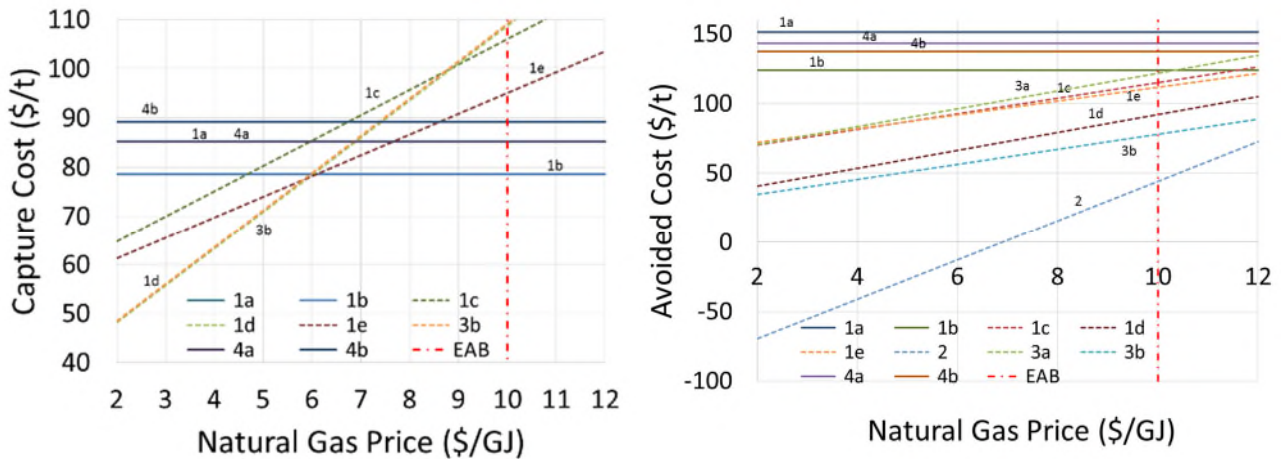 110
100
90
80
70
60
50
40
Capture Cost ($/t)
4b
1a
4a
1c
1e
1b
3b
1d
1a
1b
1c
1d
1e
3b
4a
4b
EAB
2 3 4 5 6 7 8 9 10 11 12
Natural Gas Price ($/GJ)
150
100
50
0
-50
-100
Avoided Cost ($/t)
1a
4a
4b
1b
3a
1c
1e
1d
3b
2
2 4 6 8 10 12
1a
1b
1c
1d
1e
2
3a
3b
4a
4b
EAB
Natural Gas Price ($/GJ)